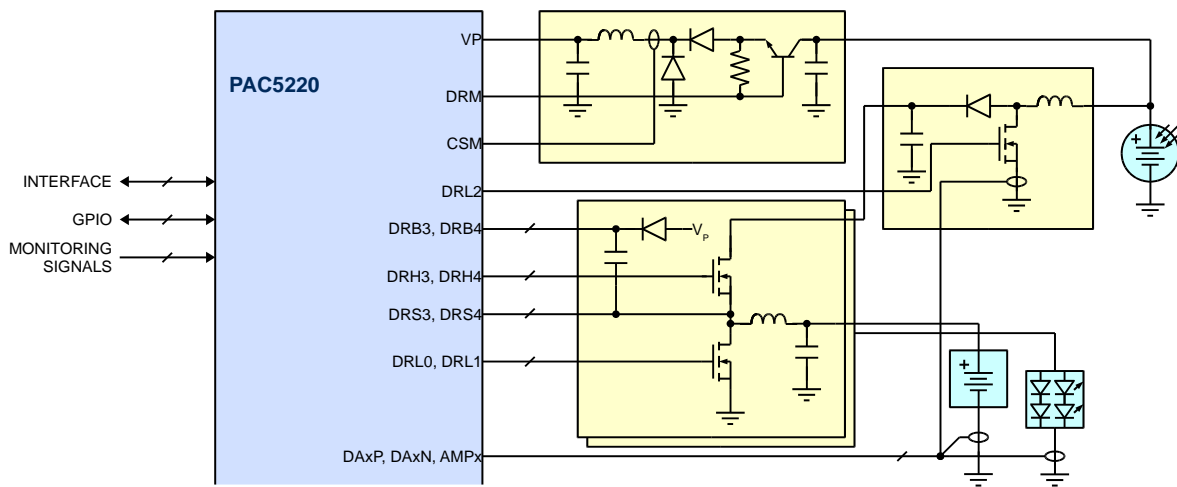 PAC5220
VP
DRM
CSM
DRL2
DRB3, DRB4
DRH3, DRH4
DRS3, DRS4
DRL0, DRL1
DAxP, DAxN, AMPx
INTERFACE
GPIO
MONITORING
SIGNALS
VP
+
+